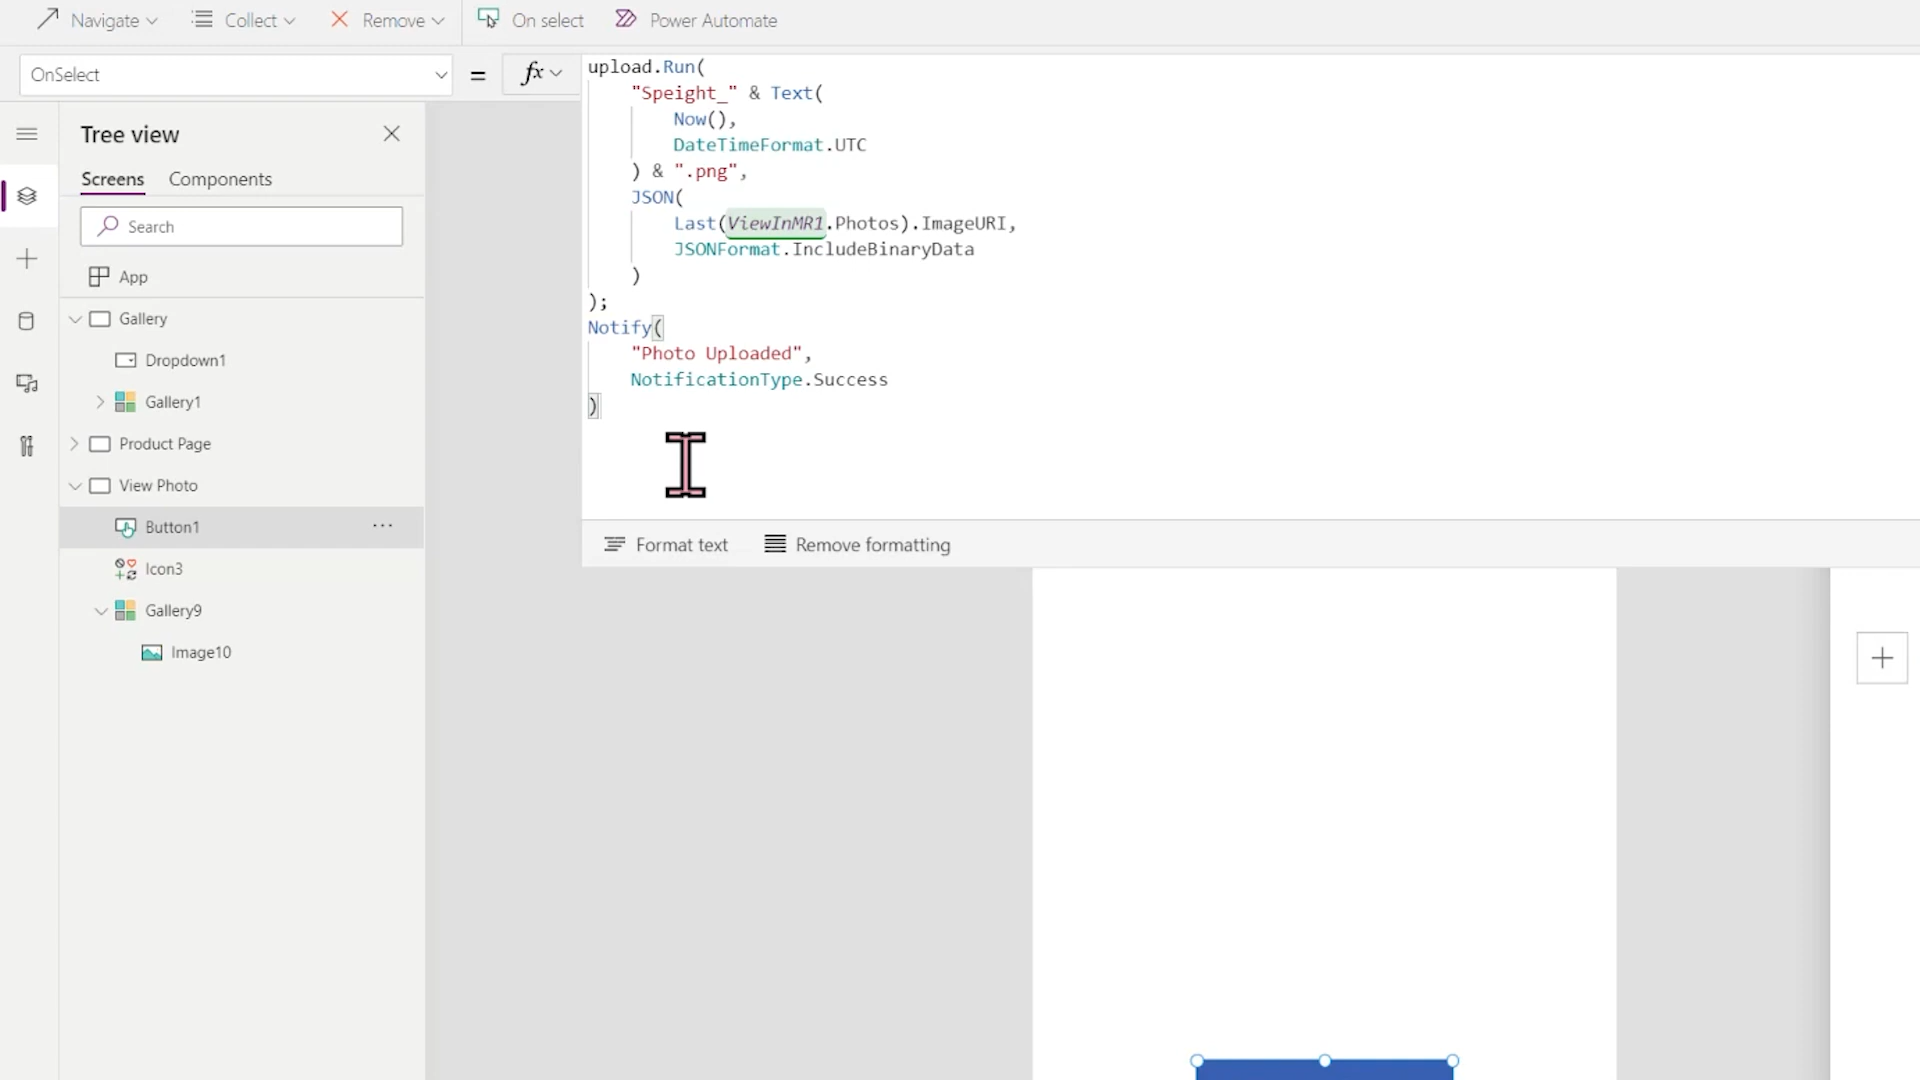 Navigate
Collect
Remove
On select
Power Automate
OnSelect
=
fx
upload.Run(
"Speight_" & Text(
Now(),
DateTimeFormat.UTC
) & ".png",
JSON(
Last(ViewInMR1.Photos).ImageURI,
JSONFormat.IncludeBinaryData
)
);
Notify(
"Photo Uploaded",
NotificationType.Success
)
Format text
Remove formatting
Tree view
Screens
Components
Search
App
Gallery
Dropdown1
Gallery1
Product Page
View Photo
Button1
...
Icon3
Gallery9
Image10